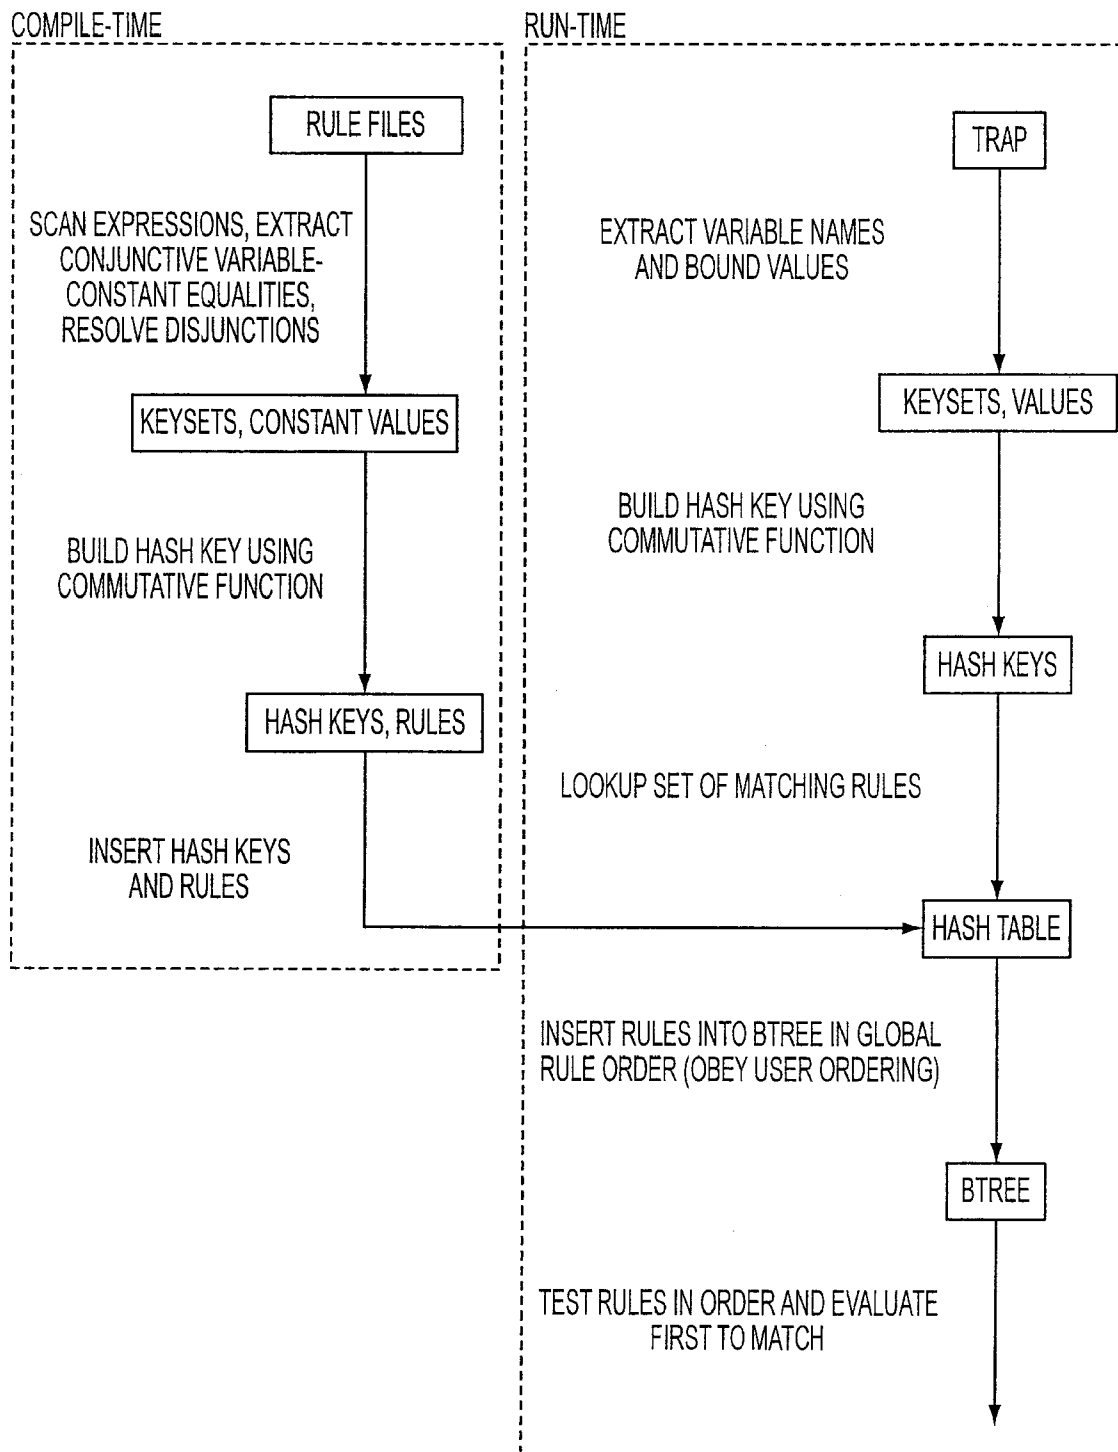 COMPILE-TIME
RULE FILES
SCAN EXPRESSIONS, EXTRACT
CONJUNCTIVE VARIABLE-
CONSTANT EQUALITIES,
RESOLVE DISJUNCTIONS
KEYSETS, CONSTANT VALUES
BUILD HASH KEY USING
COMMUTATIVE FUNCTION
HASH KEYS, RULES
INSERT HASH KEYS
AND RULES
RUN-TIME
TRAP
EXTRACT VARIABLE NAMES
AND BOUND VALUES
KEYSETS, VALUES
BUILD HASH KEY USING
COMMUTATIVE FUNCTION
HASH KEYS
LOOKUP SET OF MATCHING RULES
HASH TABLE
INSERT RULES INTO BTREE IN GLOBAL
RULE ORDER (OBEY USER ORDERING)
BTREE
TEST RULES IN ORDER AND EVALUATE
FIRST TO MATCH